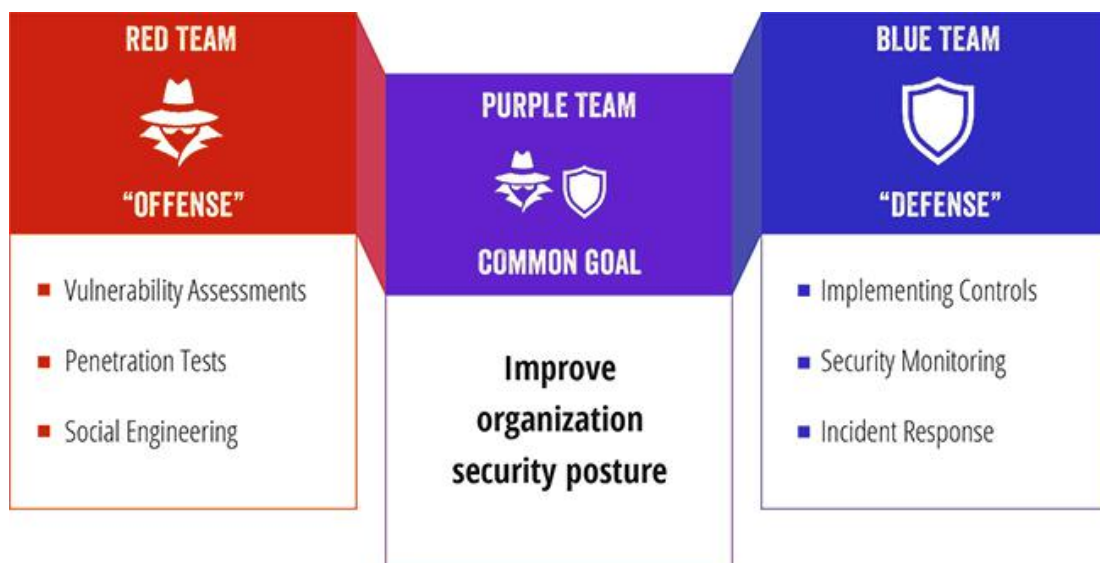 RED TEAM
“OFFENSE”
Vulnerability Assessments
Penetration Tests
Social Engineering
PURPLE TEAM
COMMON GOAL
Improve
organization
security posture
BLUE TEAM
“DEFENSE”
Implementing Controls
Security Monitoring
Incident Response